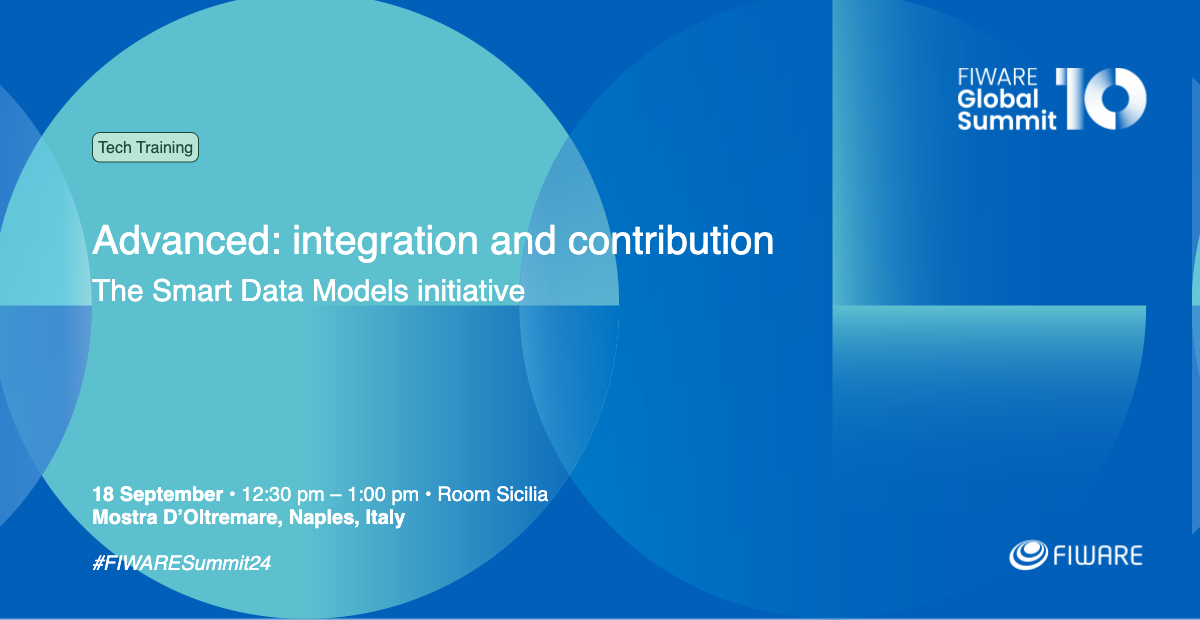 FIWARE
Global
Summit 10
Tech Training
Advanced: integration and contribution
The Smart Data Models initiative
18 September • 12:30 pm – 1:00 pm • Room Sicilia
Mostra D’Oltremare, Naples, Italy
#FIWARESummit24
FIWARE